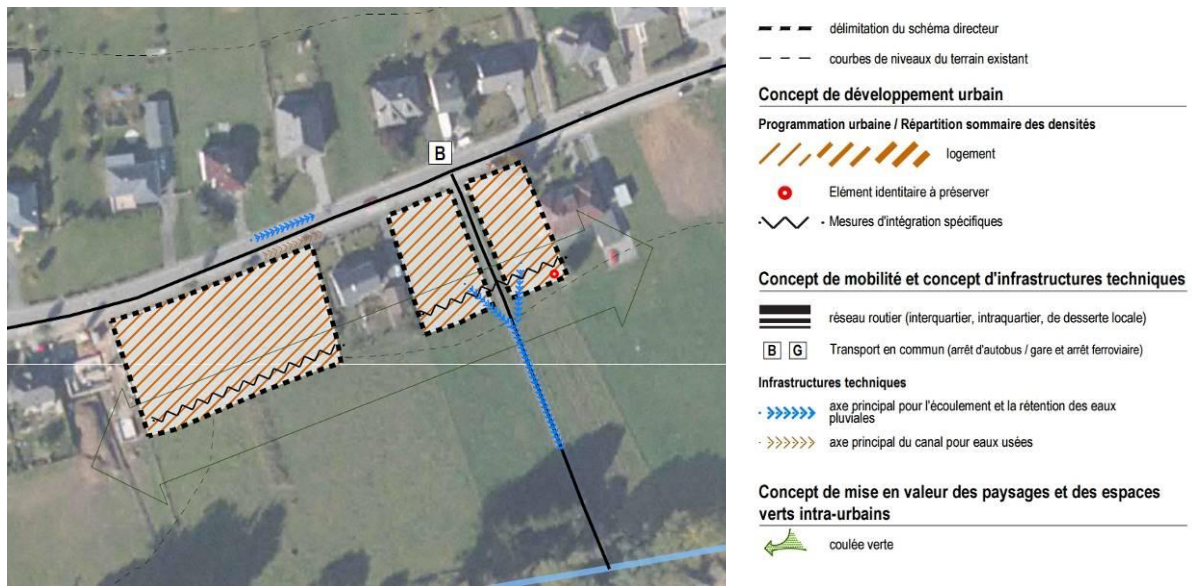 B
délimitation du schéma directeur
courbes de niveaux du terrain existant
Concept de développement urbain
Programmation urbaine / Répartition sommaire des densités
logement
Elément identitaire à préserver
Mesures d'intégration spécifiques
Concept de mobilité et concept d'infrastructures techniques
réseau routier (interquartier, intraquartier, de desserte locale)
B G Transport en commun (arrêt d'autobus / gare et arrêt ferroviaire)
Infrastructures techniques
axe principal pour l'écoulement et la rétention des eaux
pluviales
axe principal du canal pour eaux usées
Concept de mise en valeur des paysages et des espaces
verts intra-urbains
coulée verte